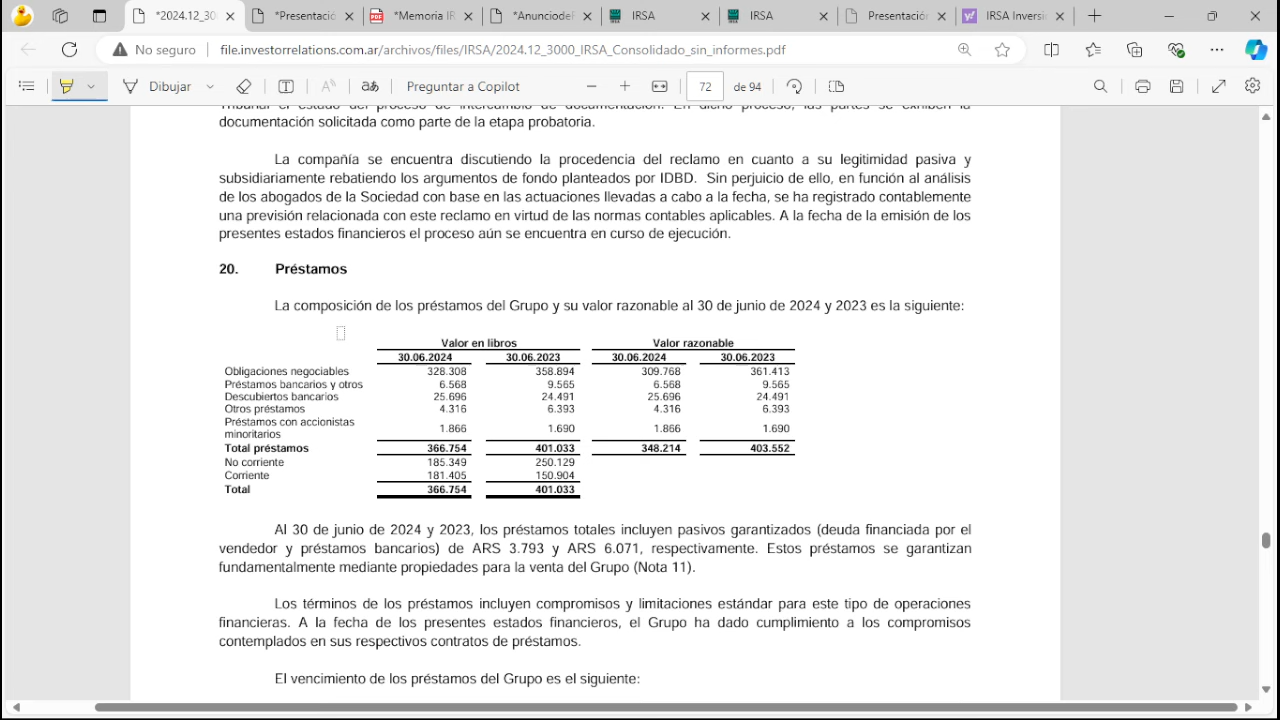 *2024.12_30
*Presentació
*Memoria IR
*AnunciodeF
IRSA
IRSA
Presentación
IRSA Inversi
No seguro
file.investorrelations.com.ar/archivos/files/IRSA/2024.12_3000_IRSA_Consolidado_sin_informes.pdf
Dibujar
Preguntar a Copilot
72
de 94
documentación solicitada como parte de la etapa probatoria.
La compañía se encuentra discutiendo la procedencia del reclamo en cuanto a su legitimidad pasiva y
subsidiariamente rebatiendo los argumentos de fondo planteados por IDBD. Sin perjuicio de ello, en función al análisis
de los abogados de la Sociedad con base en las actuaciones llevadas a cabo a la fecha, se ha registrado contablemente
una previsión relacionada con este reclamo en virtud de las normas contables aplicables. A la fecha de la emisión de los
presentes estados financieros el proceso aún se encuentra en curso de ejecución.
20. Préstamos
La composición de los préstamos del Grupo y su valor razonable al 30 de junio de 2024 y 2023 es la siguiente:
Valor en libros Valor razonable
30.06.2024 30.06.2023 30.06.2024 30.06.2023
Obligaciones negociables 328.308 358.894 309.768 361.413
Préstamos bancarios y otros 6.568 9.565 6.568 9.565
Descubiertos bancarios 25.696 24.491 25.696 24.491
Otros préstamos 4.316 6.393 4.316 6.393
Préstamos con accionistas
minoritarios 1.866 1.690 1.866 1.690
Total préstamos 366.754 401.033 348.214 403.552
No corriente 185.349 250.129
Corriente 181.405 150.904
Total 366.754 401.033
Al 30 de junio de 2024 y 2023, los préstamos totales incluyen pasivos garantizados (deuda financiada por el
vendedor y préstamos bancarios) de ARS 3.793 y ARS 6.071, respectivamente. Estos préstamos se garantizan
fundamentalmente mediante propiedades para la venta del Grupo (Nota 11).
Los términos de los préstamos incluyen compromisos y limitaciones estándar para este tipo de operaciones
financieras. A la fecha de los presentes estados financieros, el Grupo ha dado cumplimiento a los compromisos
contemplados en sus respectivos contratos de préstamos.
El vencimiento de los préstamos del Grupo es el siguiente: